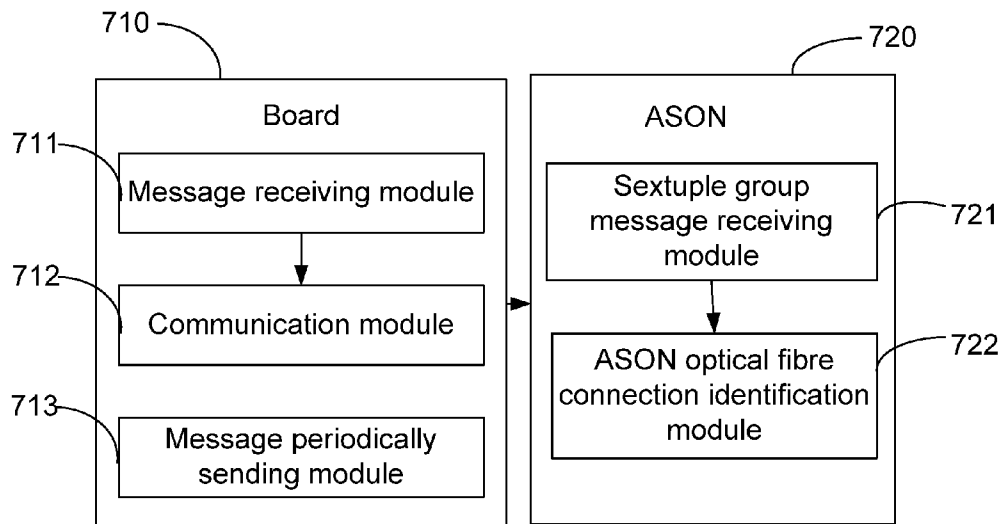 710
720
Board
ASON
711
Message receiving module
Sextuple group
message receiving
module
721
712
Communication module
ASON optical fibre
connection identification
module
722
713
Message periodically
sending module